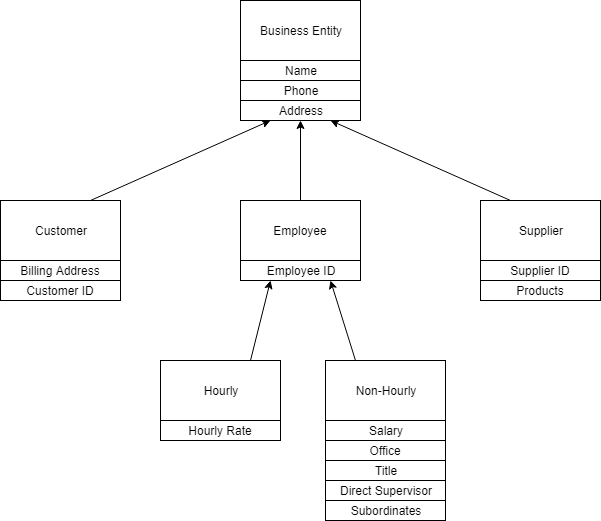 Business Entity
Name
Phone
Address
Customer
Billing Address
Customer ID
Employee
Employee ID
Supplier
Supplier ID
Products
Hourly
Hourly Rate
Non-Hourly
Salary
Office
Title
Direct Supervisor
Subordinates